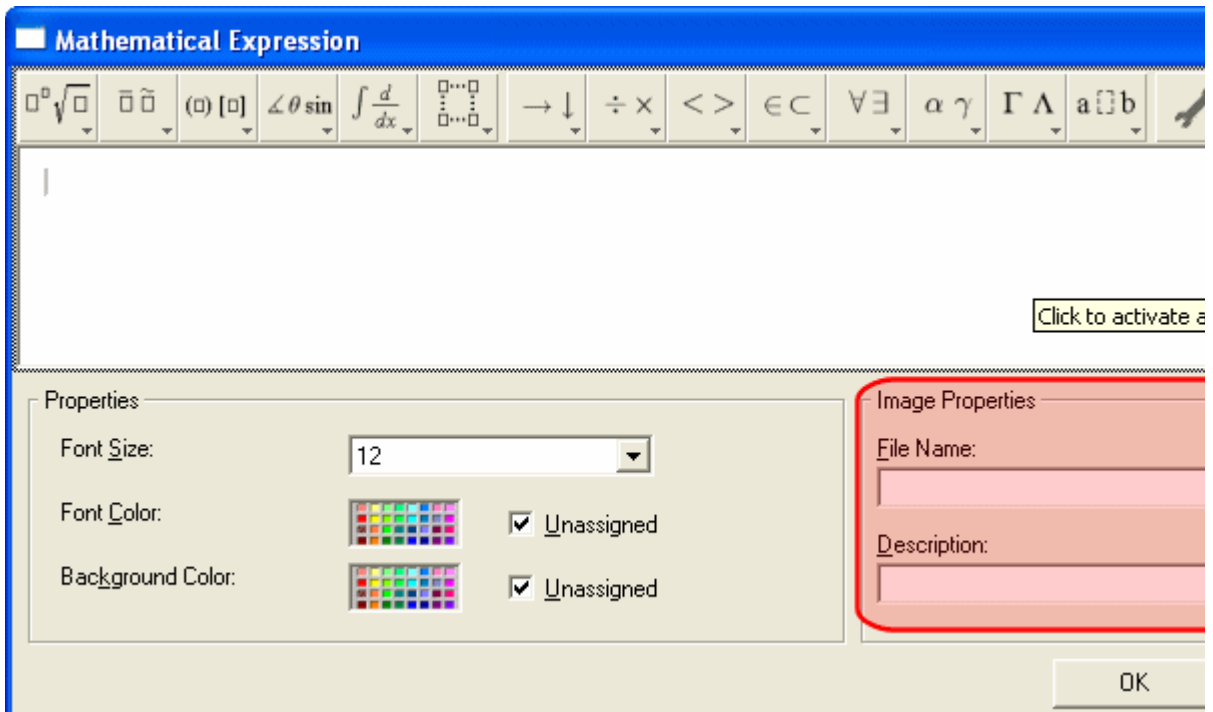 Mathematical Expression
□° √□ □̄ □̃ (□) [□] ∠θ sin ∫ d/dx → ↓ ÷ × < > ∈ ⊂ ∀ ∃ α γ Γ Λ a b
Click to activate a
Properties
Font Size:
12
Font Color:
Unassigned
Background Color:
Unassigned
Image Properties
File Name:
Description:
OK